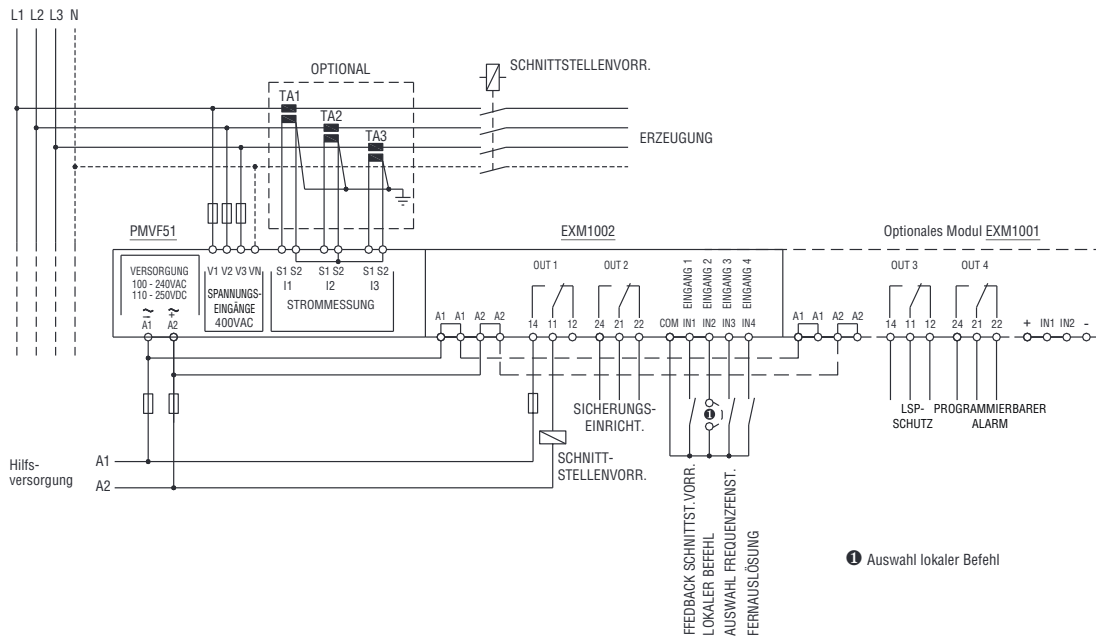 L1 L2 L3 N
OPTIONAL
SCHNITTSTELLENVORR.
TA1
TA2
TA3
ERZEUGUNG
PMVF51
EXM1002
Optionales Modul EXM1001
VERSORGUNG
100 - 240VAC
110 - 250VDC
~ ~
– +
A1 A2
V1 V2 V3 VN
SPANNUNGS-
EINGÄNGE
400VAC
S1 S2 S1 S2 S1 S2
I1 I2 I3
STROMMESSUNG
A1 A1 A2 A2
OUT 1 OUT 2
14 11 12 24 21 22
EINGANG 1
EINGANG 2
EINGANG 3
EINGANG 4
COM IN1 IN2 IN3 IN4
A1 A1 A2 A2
OUT 3 OUT 4
14 11 12 24 21 22
+ IN1 IN2 -
SICHERUNGS-
EINRICHT.
❶
LSP-
SCHUTZ
PROGRAMMIERBARER
ALARM
Hilfs-
versorgung
A1
A2
SCHNITT-
STELLENVORR.
FFEDBACK SCHNITTST.VORR.
LOKALER BEFEHL
AUSWAHL FREQUENZFENST.
FERNAUSLÖSUNG
❶ Auswahl lokaler Befehl